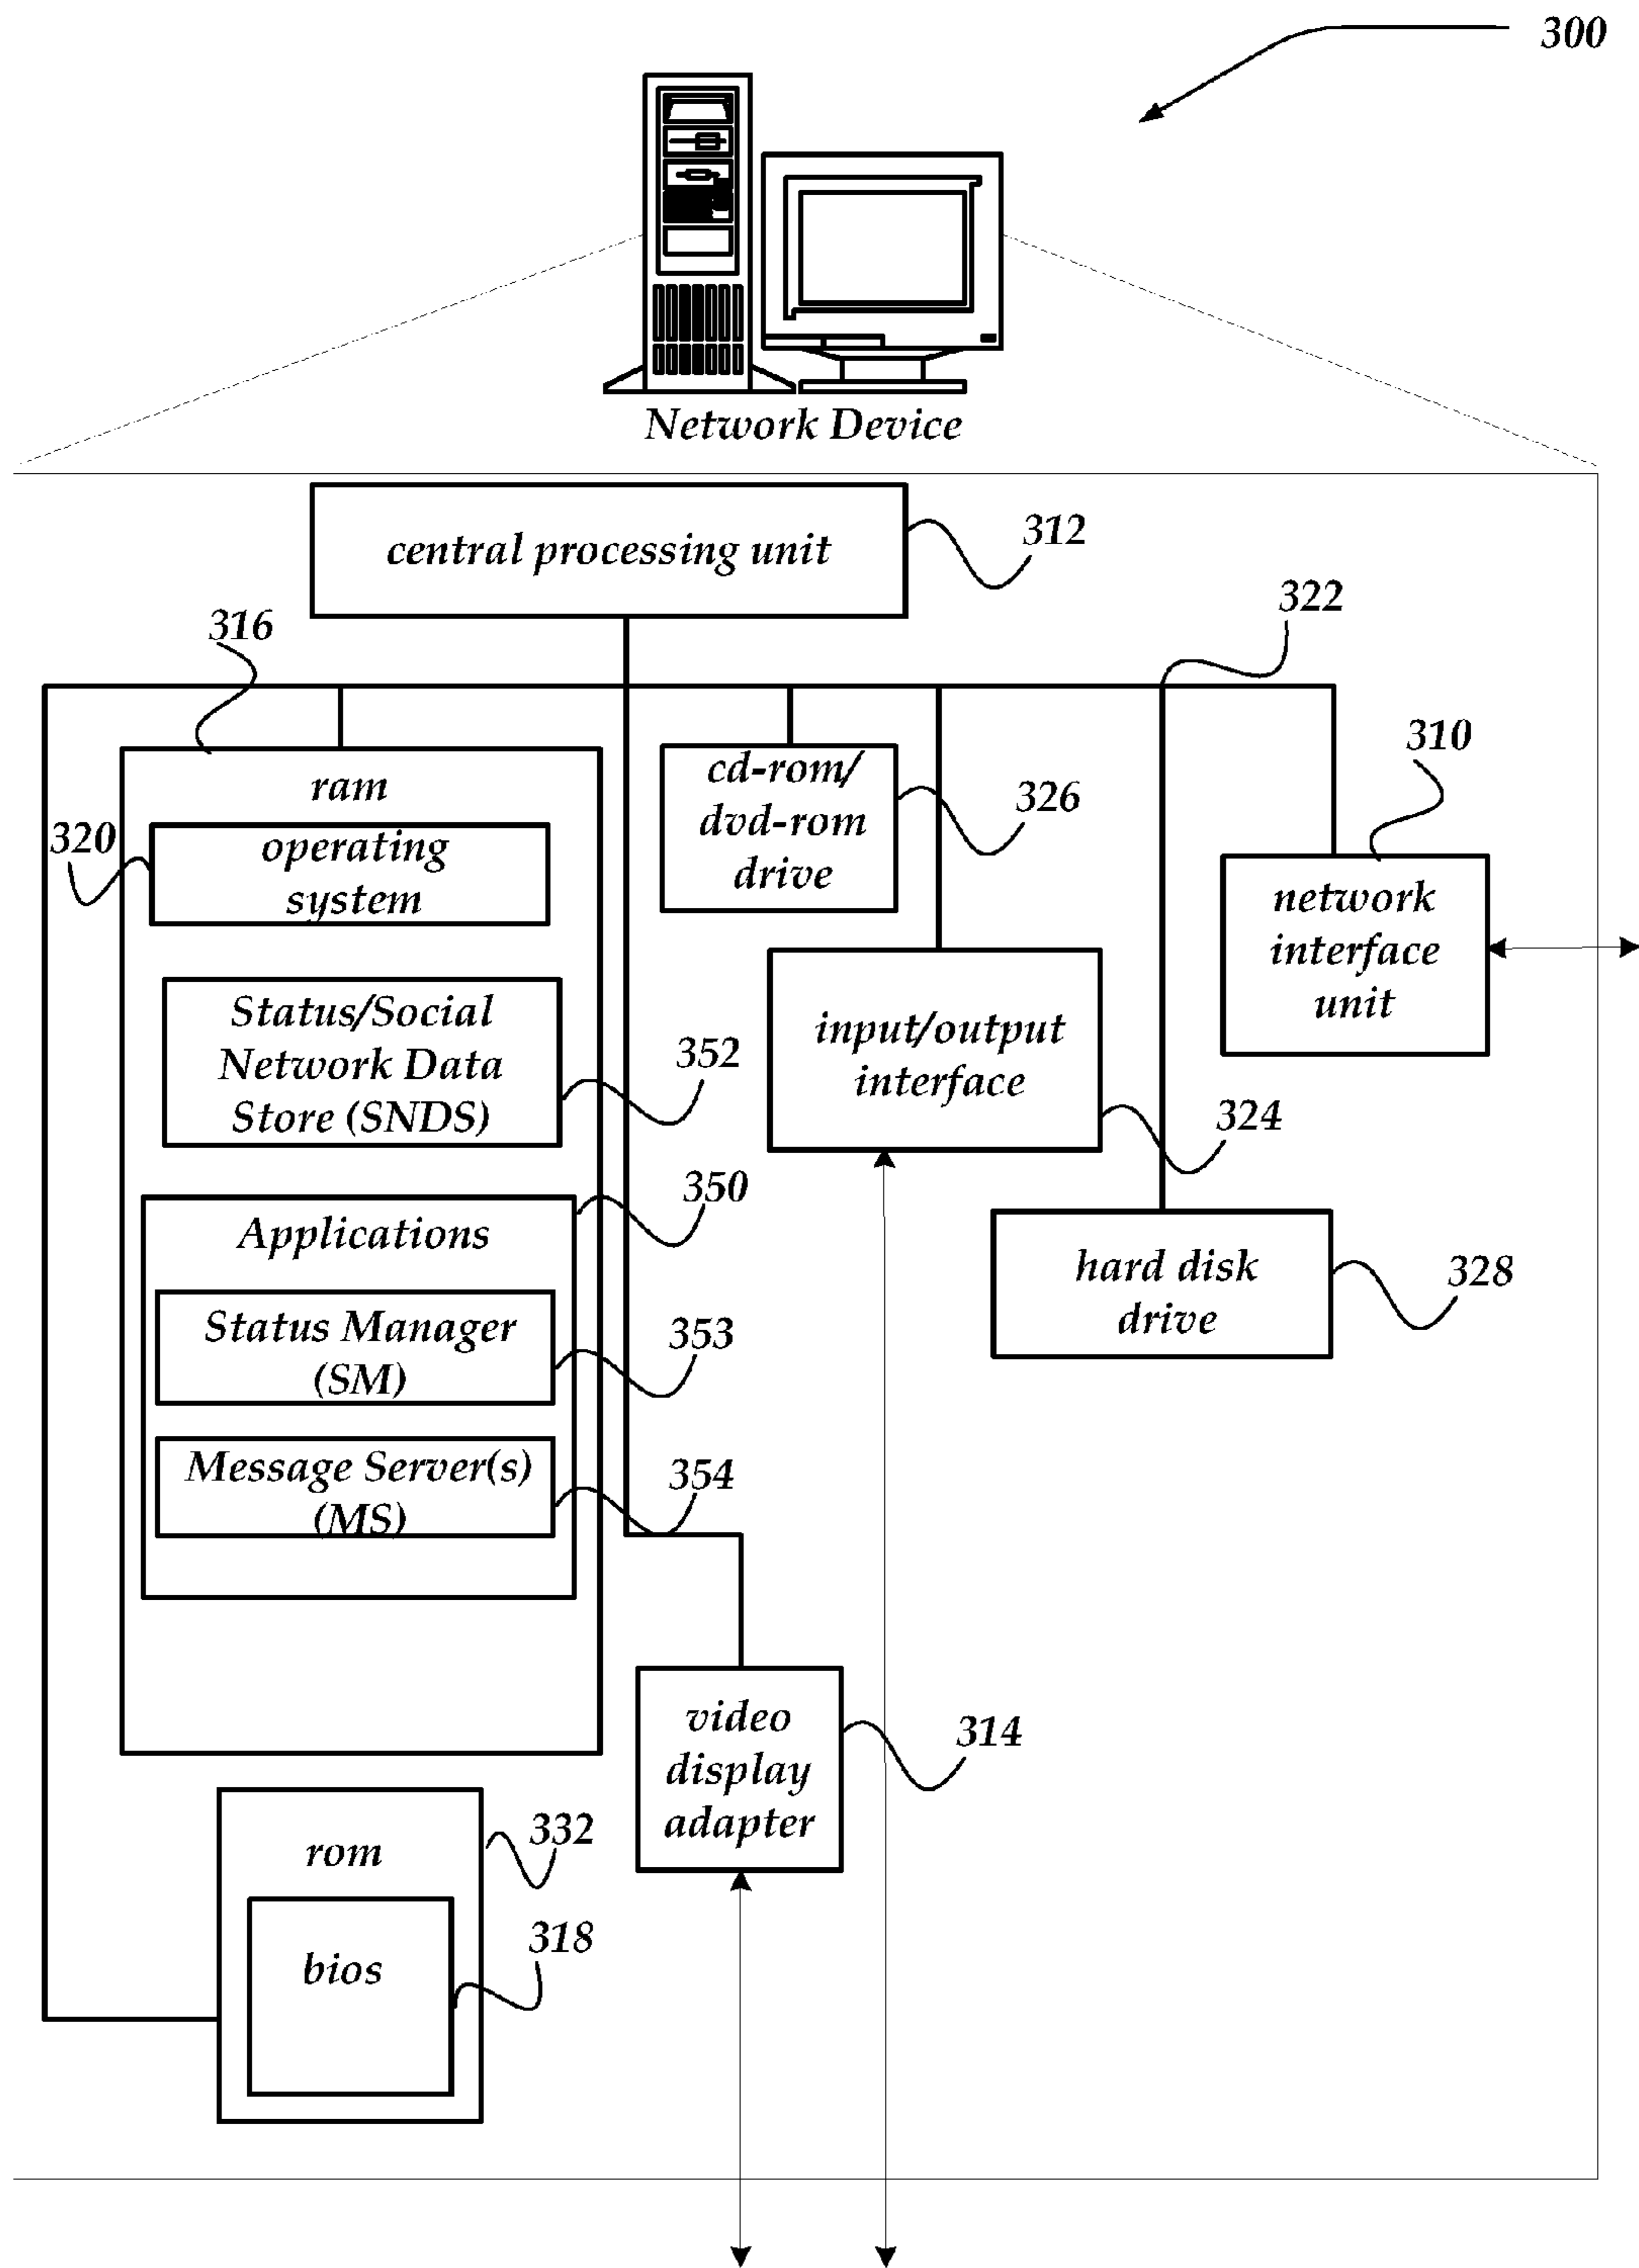 300
Network Device
central processing unit
312
322
316
310
ram
cd-rom/
dvd-rom
drive
326
320
operating
system
network
interface
unit
Status/Social
Network Data
Store (SNDS)
352
input/output
interface
324
350
Applications
hard disk
drive
328
Status Manager
(SM)
353
Message Server(s)
(MS)
354
video
display
adapter
314
332
rom
318
bios